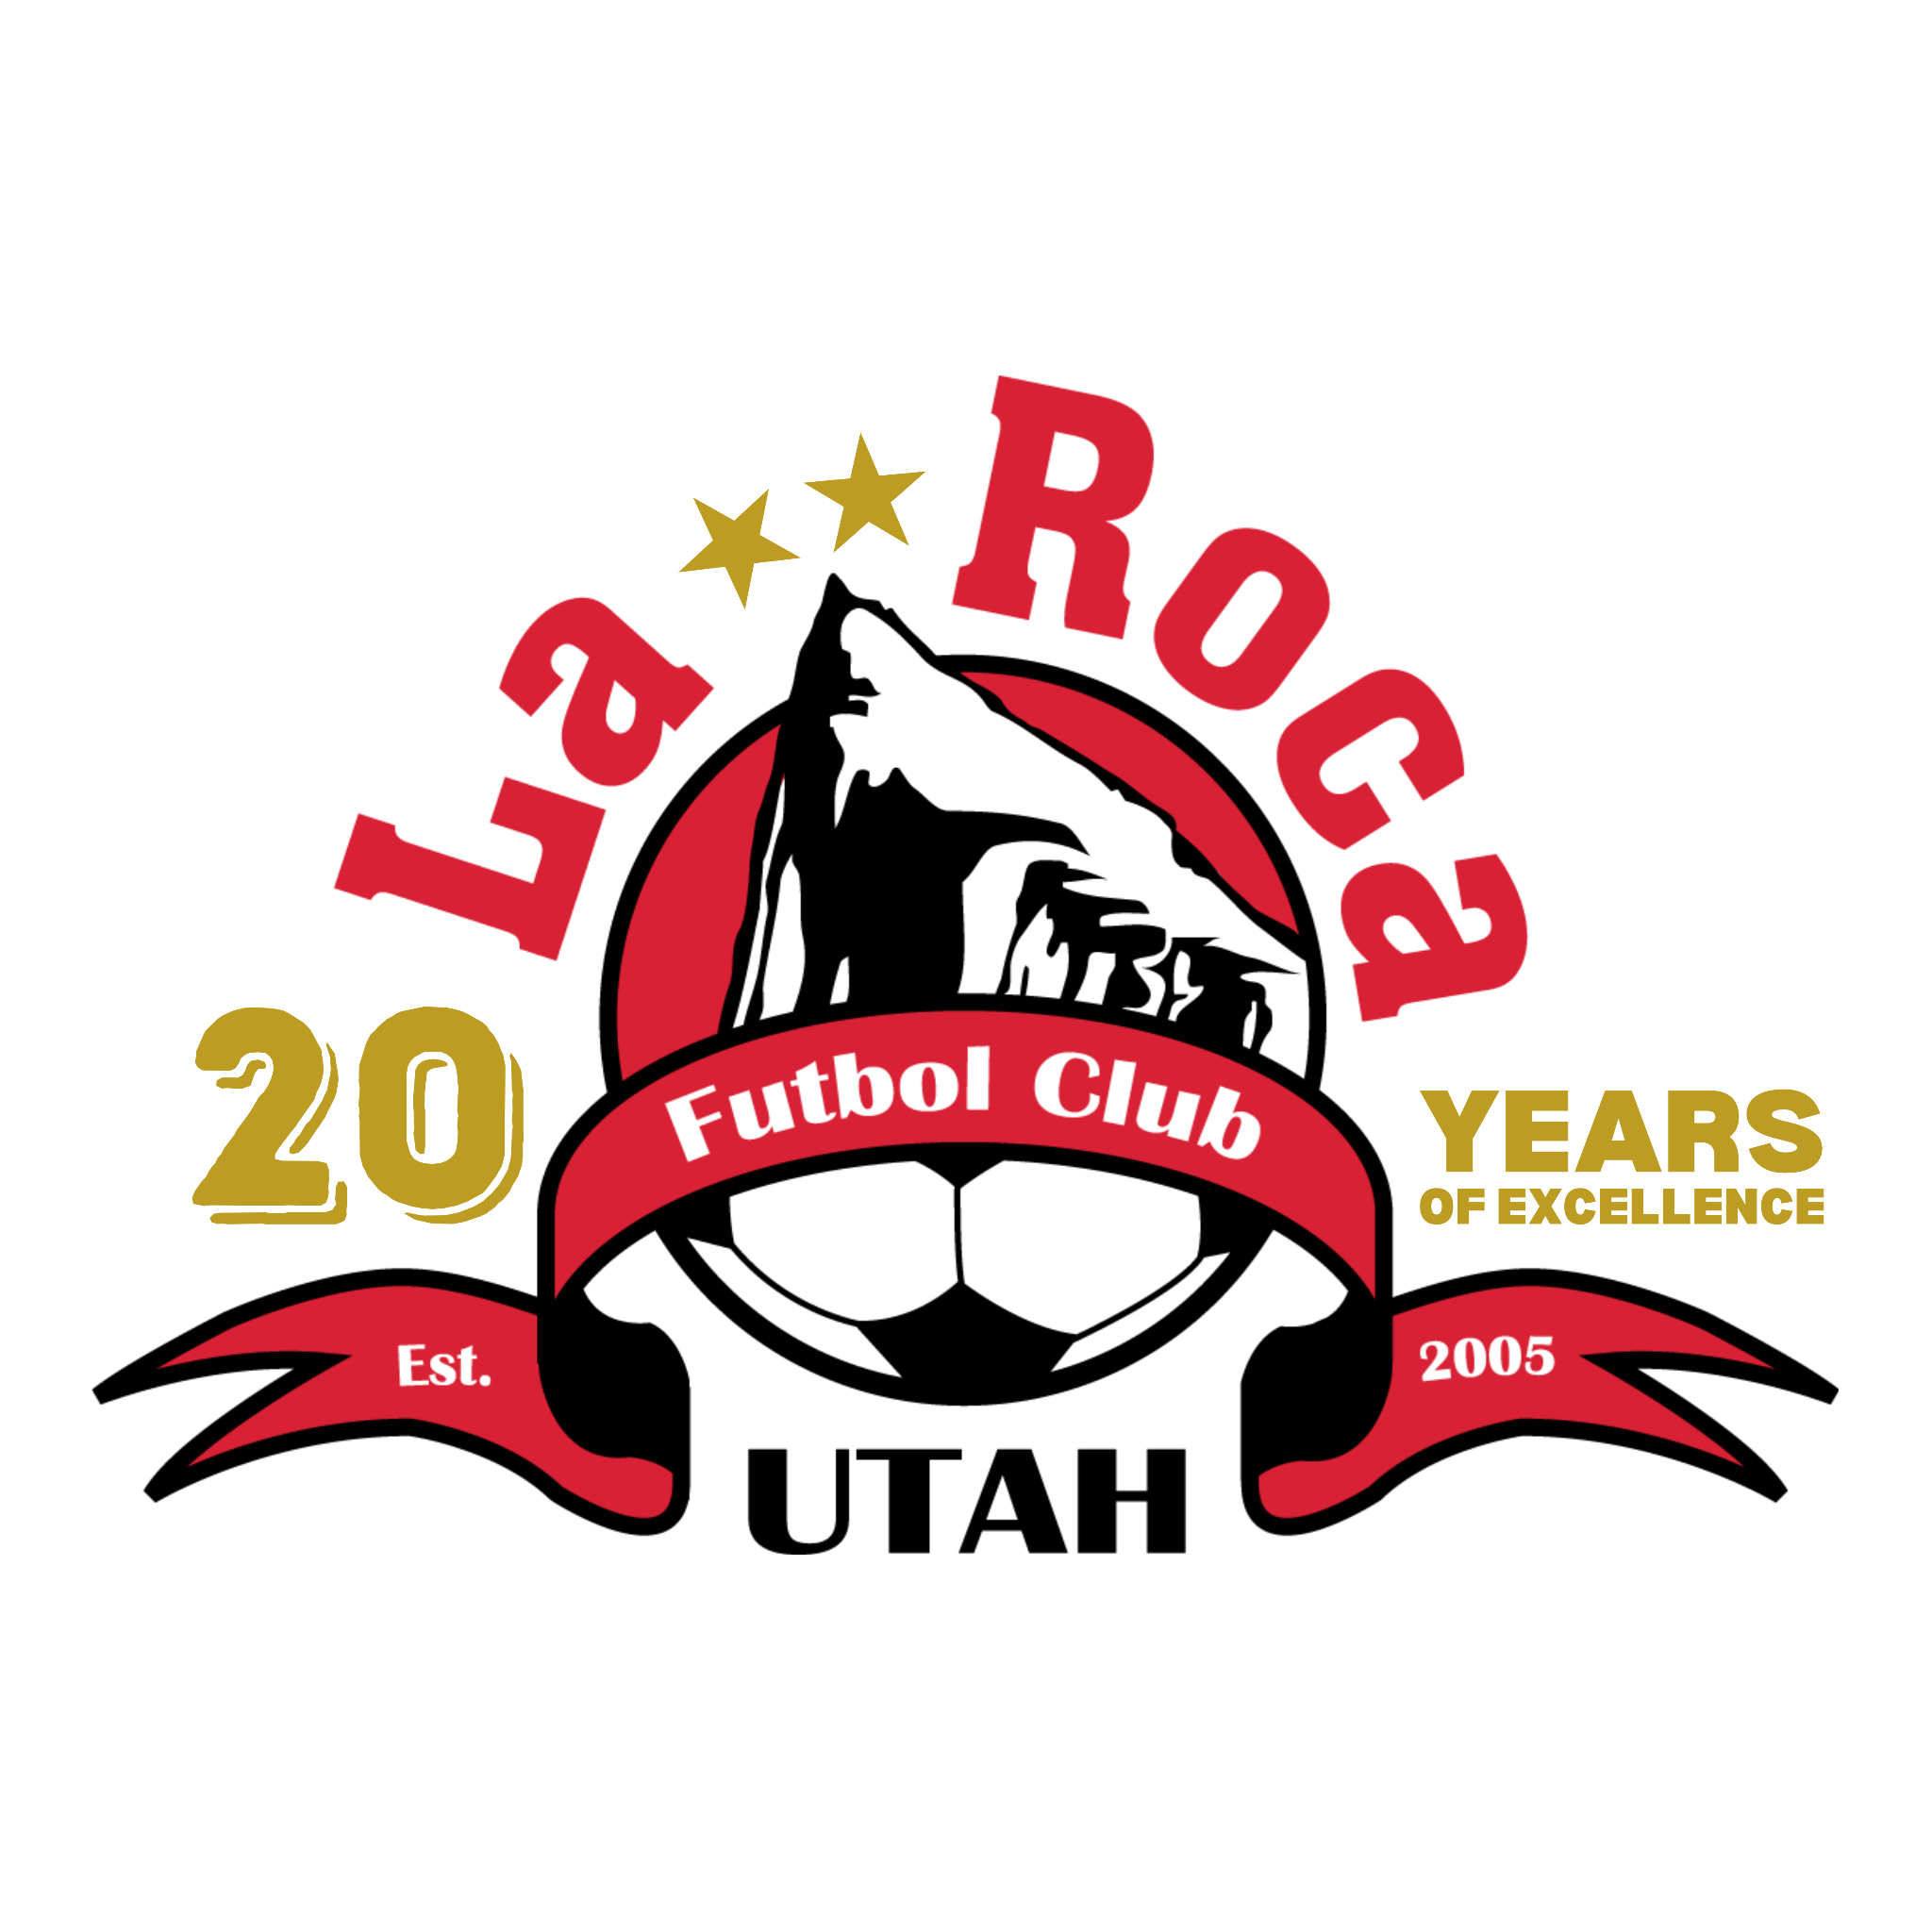 La Roca
20
YEARS
OF EXCELLENCE
Futbol Club
Est.
2005
UTAH